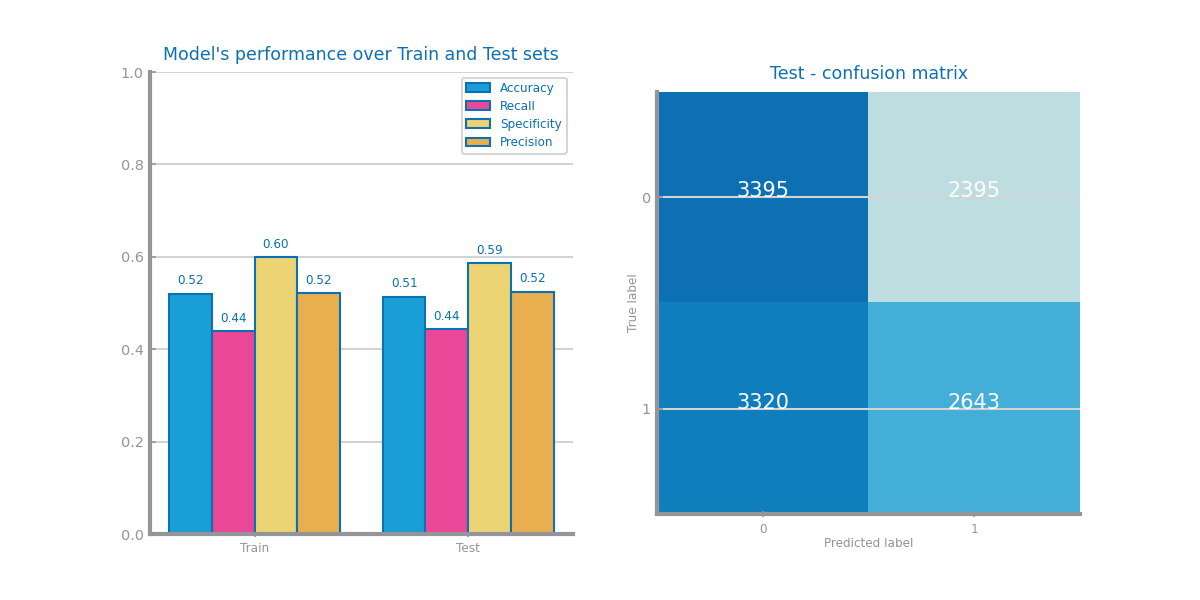 Model's performance over Train and Test sets
1.0
0.8
0.6
0.4
0.2
0.0
Accuracy
Recall
Specificity
Precision
0.52
0.44
0.60
0.52
0.51
0.44
0.59
0.52
Train
Test
Test - confusion matrix
True label
0
1
3395
2395
3320
2643
0
1
Predicted label